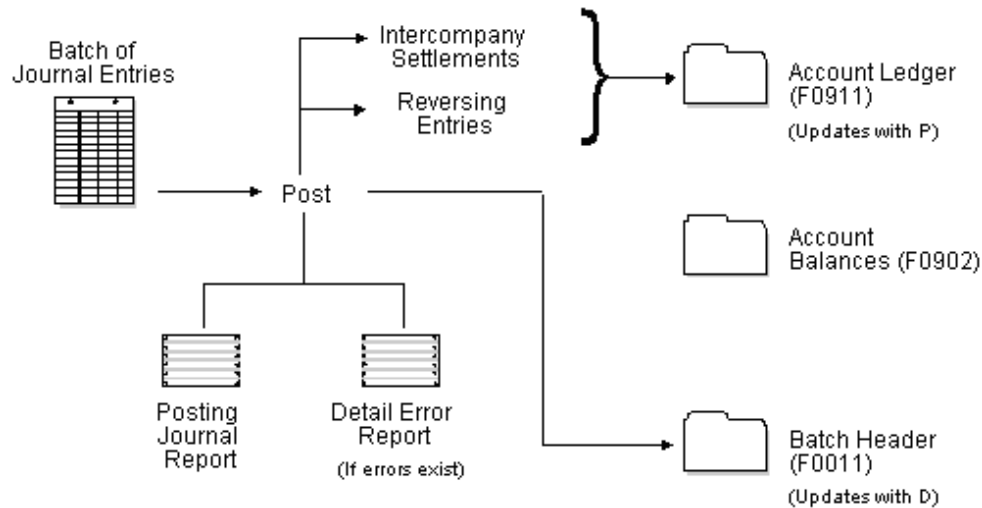 Batch of
Journal Entries
Intercompany
Settlements
Reversing
Entries
Account Ledger
(F0911)
(Updates with P)
Post
Account
Balances (F0902)
Posting
Journal
Report
Detail Error
Report
(If errors exist)
Batch Header
(F0011)
(Updates with D)